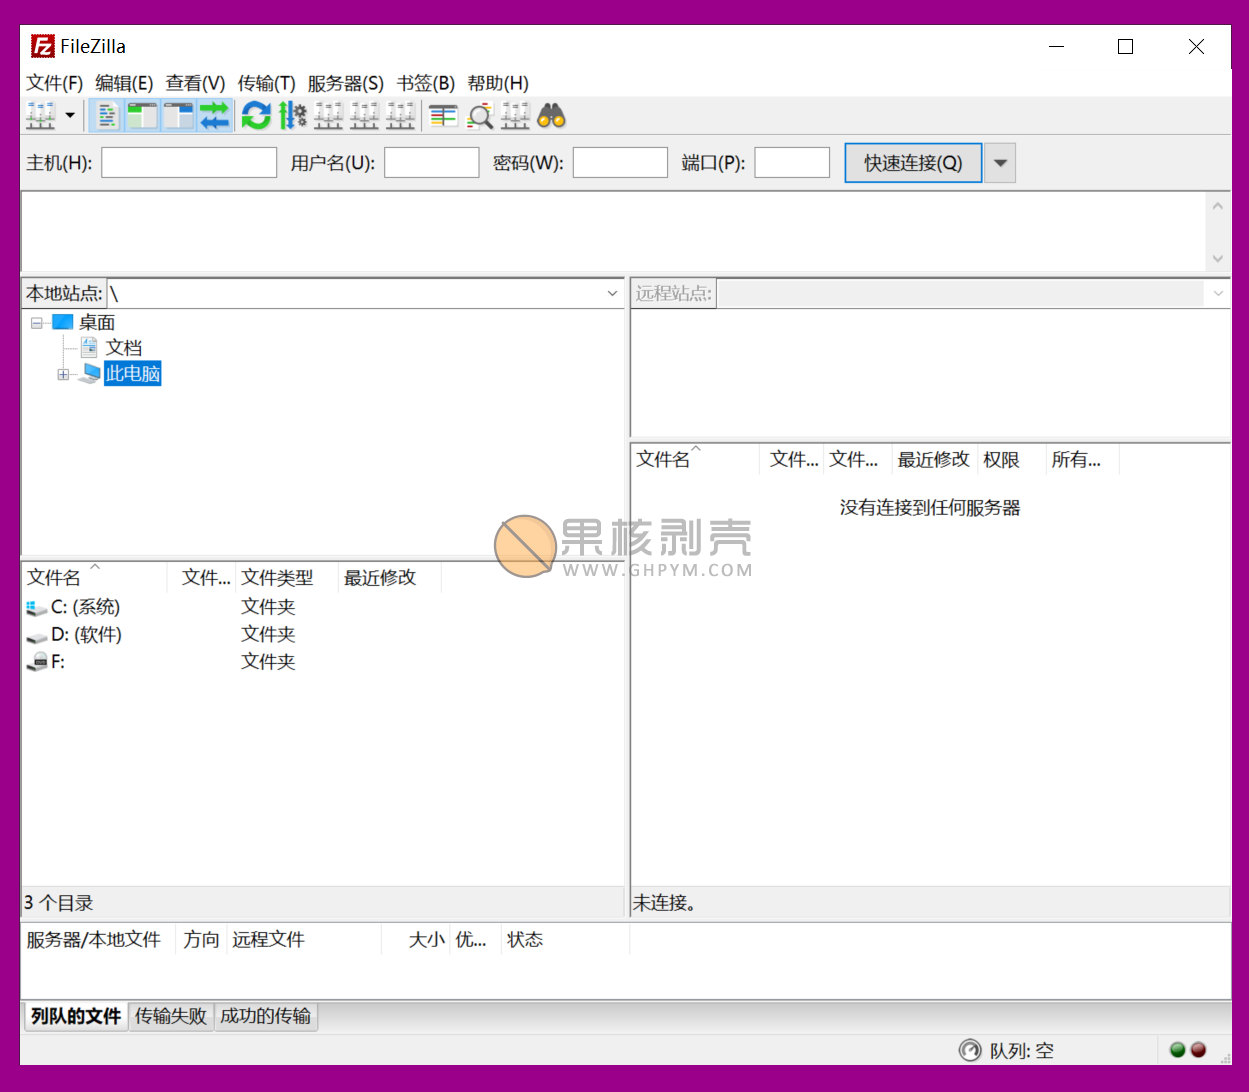 FileZilla
文件(F) 编辑(E) 查看(V) 传输(T) 服务器(S) 书签(B) 帮助(H)
主机(H): 用户名(U): 密码(W): 端口(P): 快速连接(Q)
本地站点: \
远程站点:
桌面
文档
此电脑
文件名 文件... 文件... 最近修改 权限 所有...
没有连接到任何服务器
果核剥壳
WWW.GHPYM.COM
文件名 文件... 文件类型 最近修改
C: (系统) 文件夹
D: (软件) 文件夹
F: 文件夹
3 个目录
未连接。
服务器/本地文件 方向 远程文件 大小 优... 状态
列队的文件 传输失败 成功的传输
队列: 空